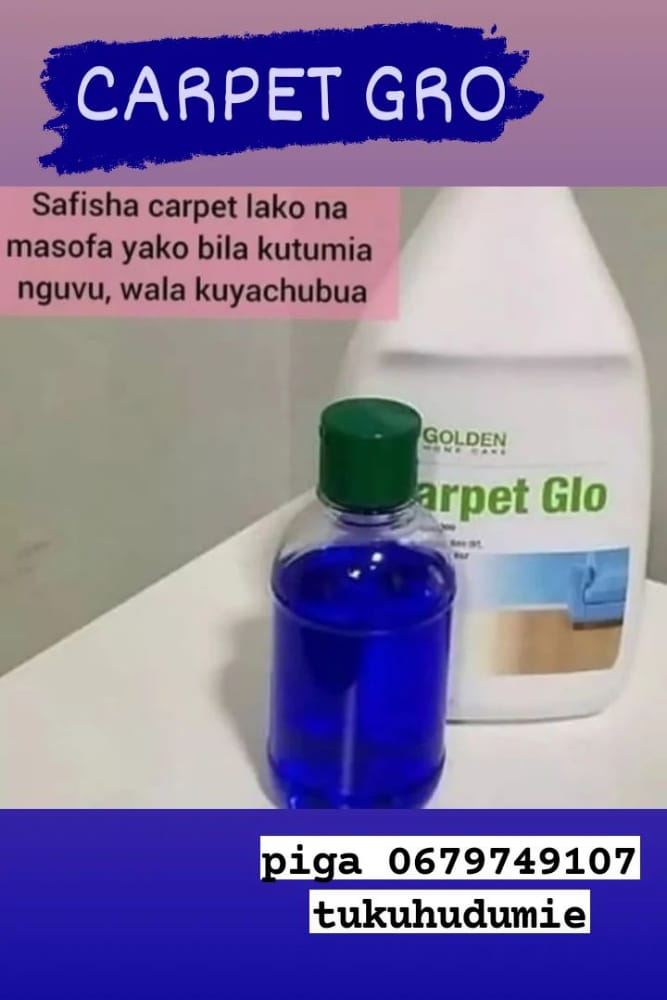 CARPET GRO
Safisha carpet lako na
masofa yako bila kutumia
nguvu, wala kuyachubua
GOLDEN
HOME CARE
arpet Glo
piga 0679749107
tukuhudumie